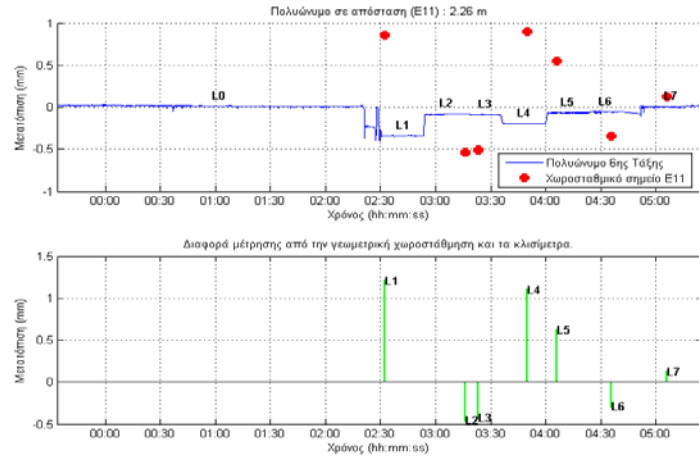 Πολυώνυμο σε απόσταση (E11) : 2.26 m
Μετατόπιση (mm)
1
0.5
0
-0.5
-1
L0
L1
L2
L3
L4
L5
L6
L7
Πολυώνυμο 6ης Τάξης
Χωροσταθμικό σημείο E11
00:00
00:30
01:00
01:30
02:00
02:30
03:00
03:30
04:00
04:30
05:00
Χρόνος (hh:mm:ss)
Διαφορά μέτρησης από την γεωμετρική χωροστάθμηση και τα κλισίμετρα.
Μετατόπιση (mm)
1.5
1
0.5
0
-0.5
L1
L2
L3
L4
L5
L6
L7
00:00
00:30
01:00
01:30
02:00
02:30
03:00
03:30
04:00
04:30
05:00
Χρόνος (hh:mm:ss)